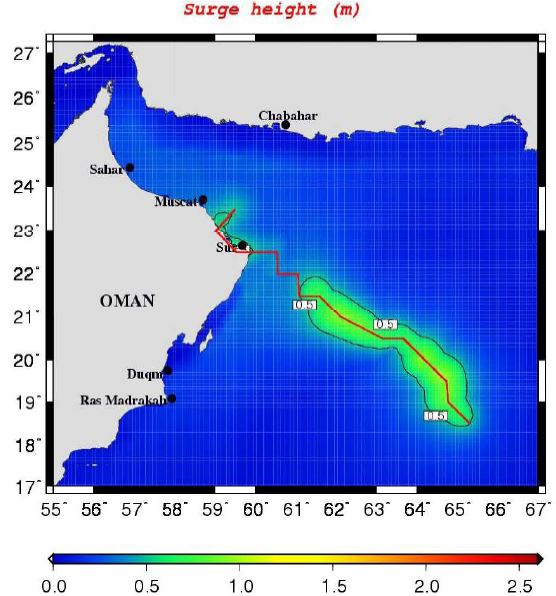 Surge height (m)
27°
26°
25°
24°
23°
22°
21°
20°
19°
18°
17°
Chabahar
Sahar
Muscat
Sur
OMAN
0.5
0.5
Duqm
Ras Madrakah
0.5
55° 56° 57° 58° 59° 60° 61° 62° 63° 64° 65° 66° 67°
0.0 0.5 1.0 1.5 2.0 2.5